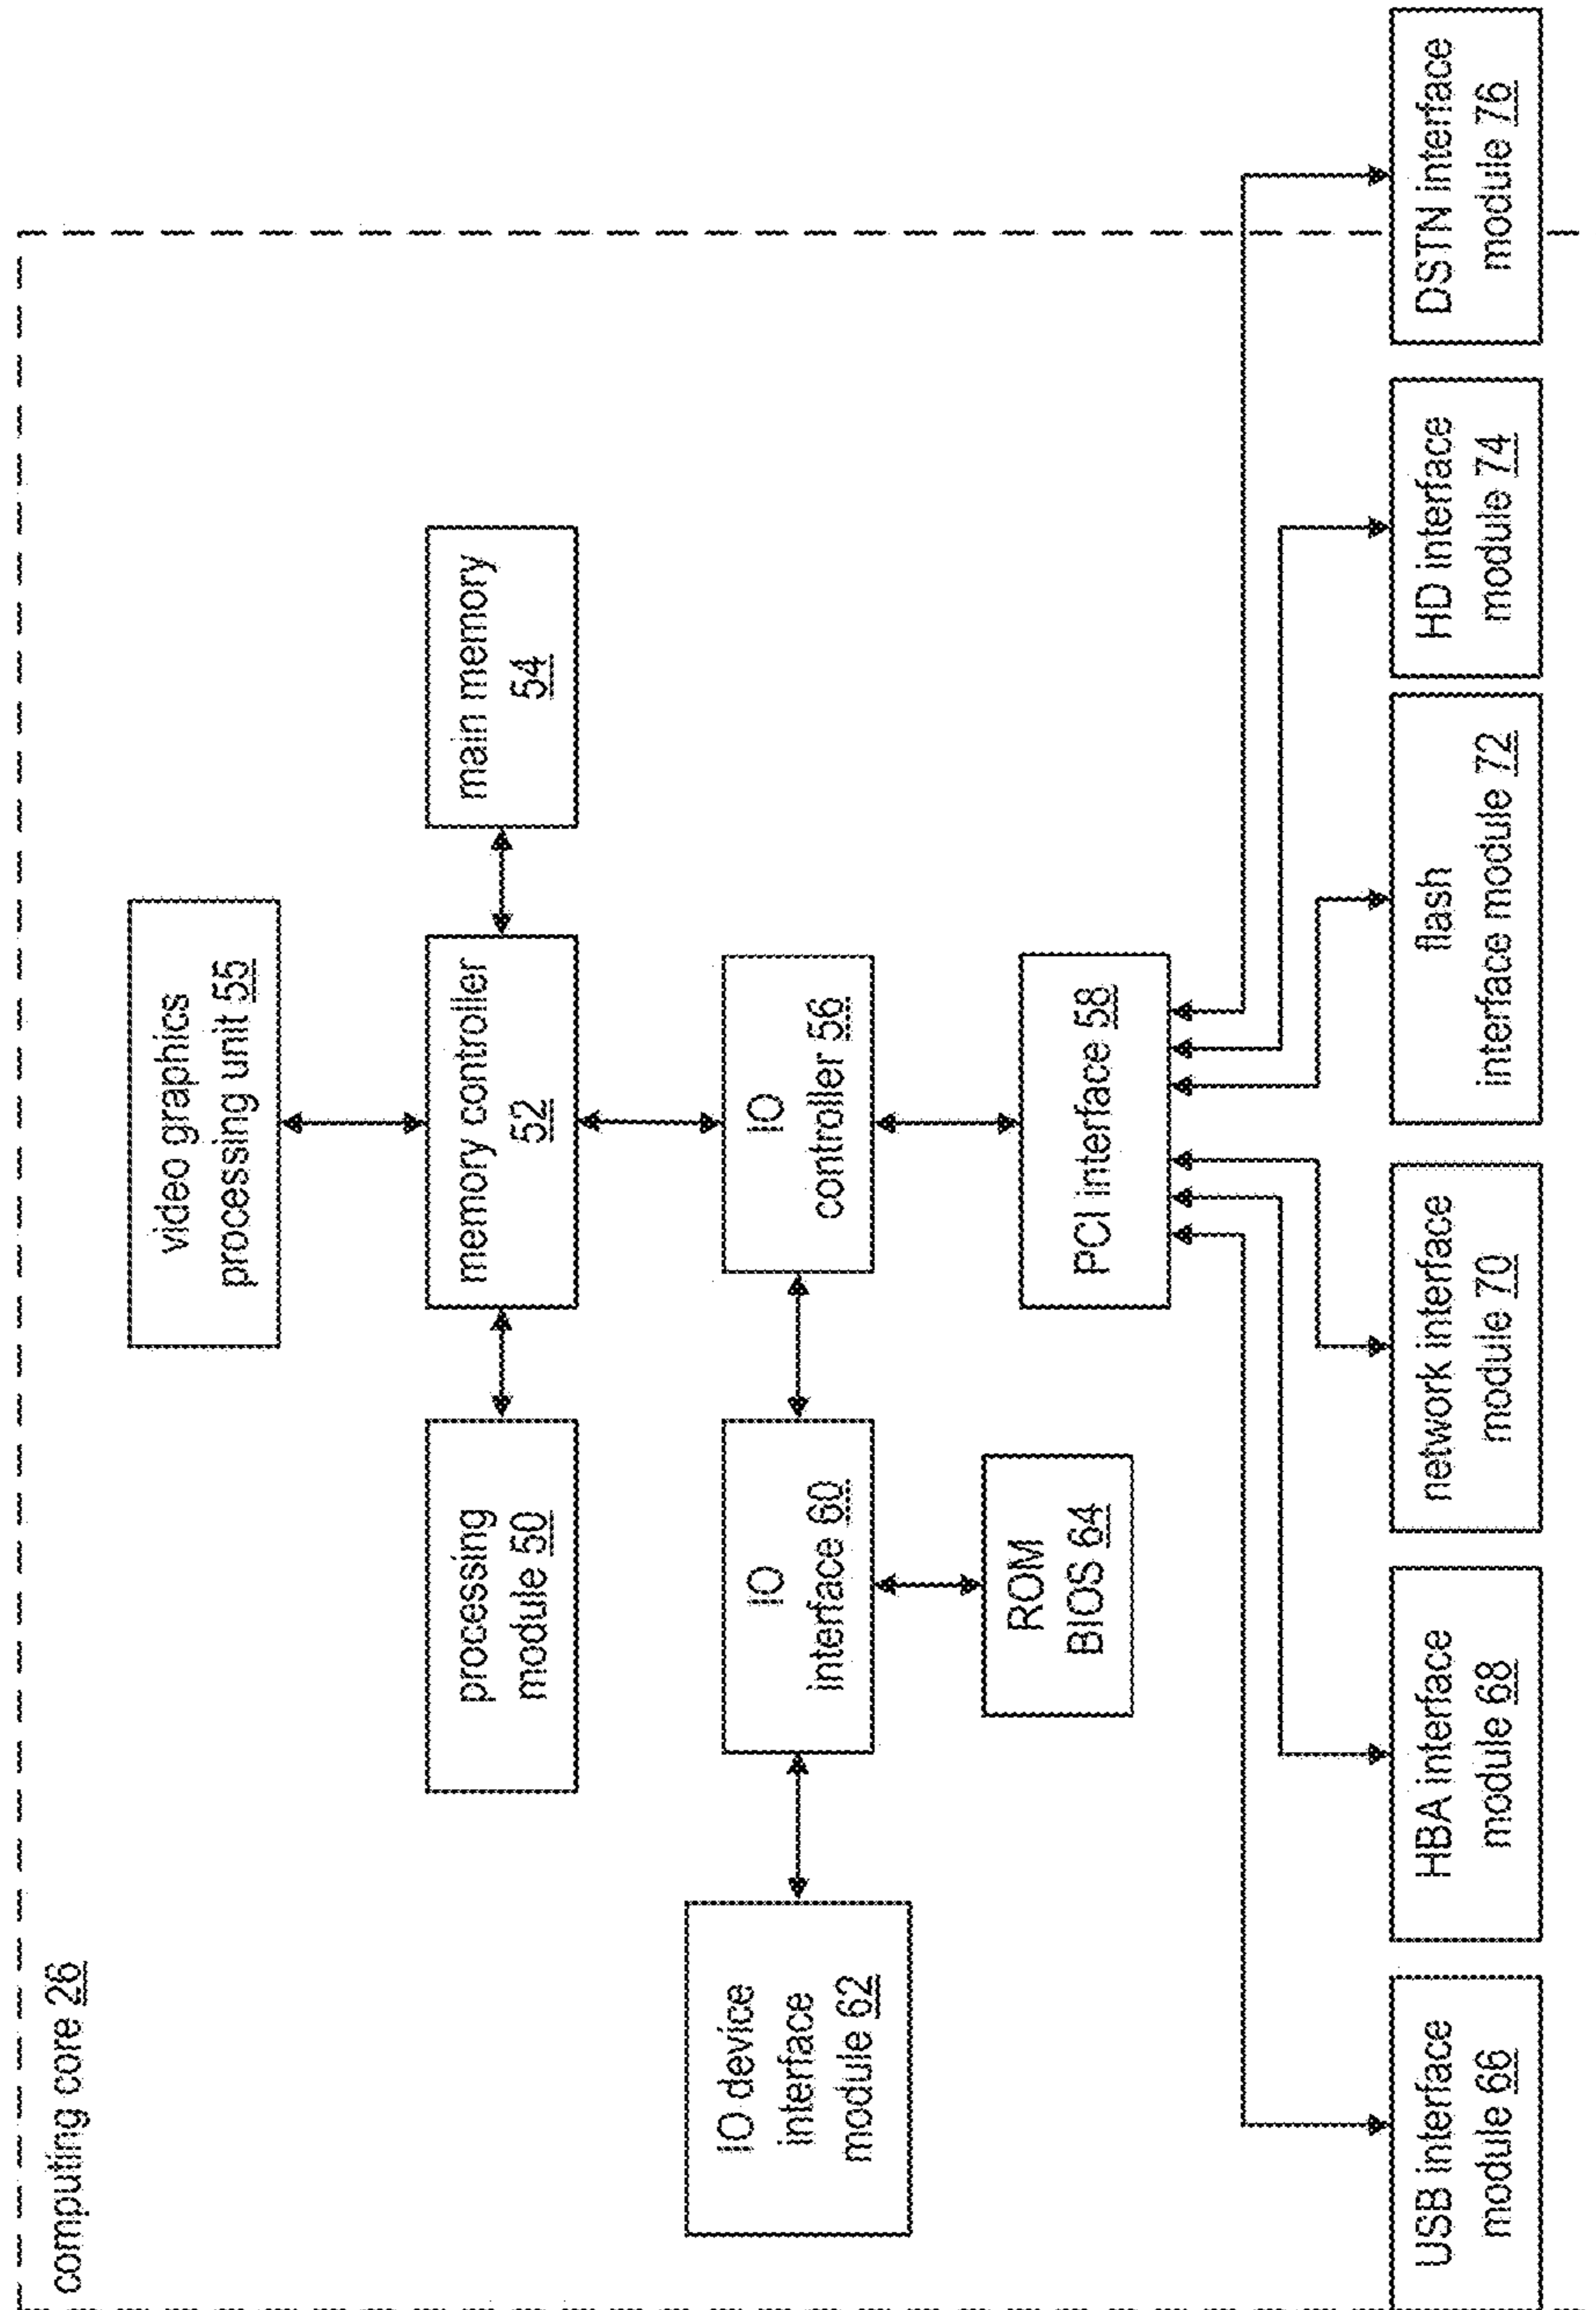 computing core 26
video graphics
processing unit 55
processing
module 50
memory controller
52
main memory
54
IO device
interface
module 62
IO
interface 60
IO
controller 56
ROM
BIOS 64
PCI interface 58
USB interface
module 66
HBA interface
module 68
network interface
module 70
flash
interface module 72
HD interface
module 74
DSTN interface
module 76